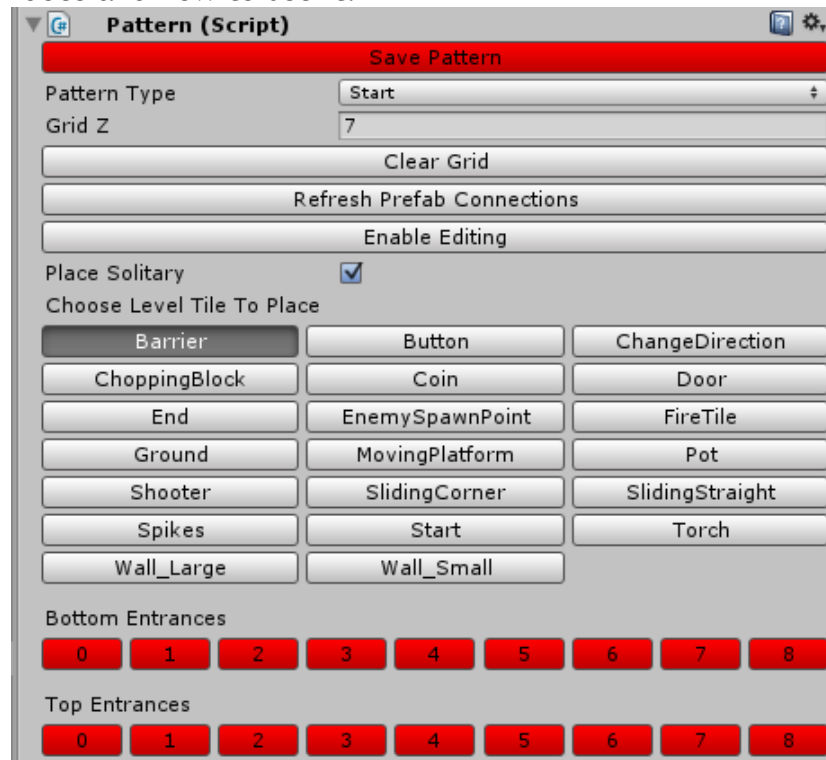 Pattern (Script)
Save Pattern
Pattern Type Start
Grid Z 7
Clear Grid
Refresh Prefab Connections
Enable Editing
Place Solitary
Choose Level Tile To Place
Barrier Button ChangeDirection
ChoppingBlock Coin Door
End EnemySpawnPoint FireTile
Ground MovingPlatform Pot
Shooter SlidingCorner SlidingStraight
Spikes Start Torch
Wall_Large Wall_Small
Bottom Entrances
0 1 2 3 4 5 6 7 8
Top Entrances
0 1 2 3 4 5 6 7 8